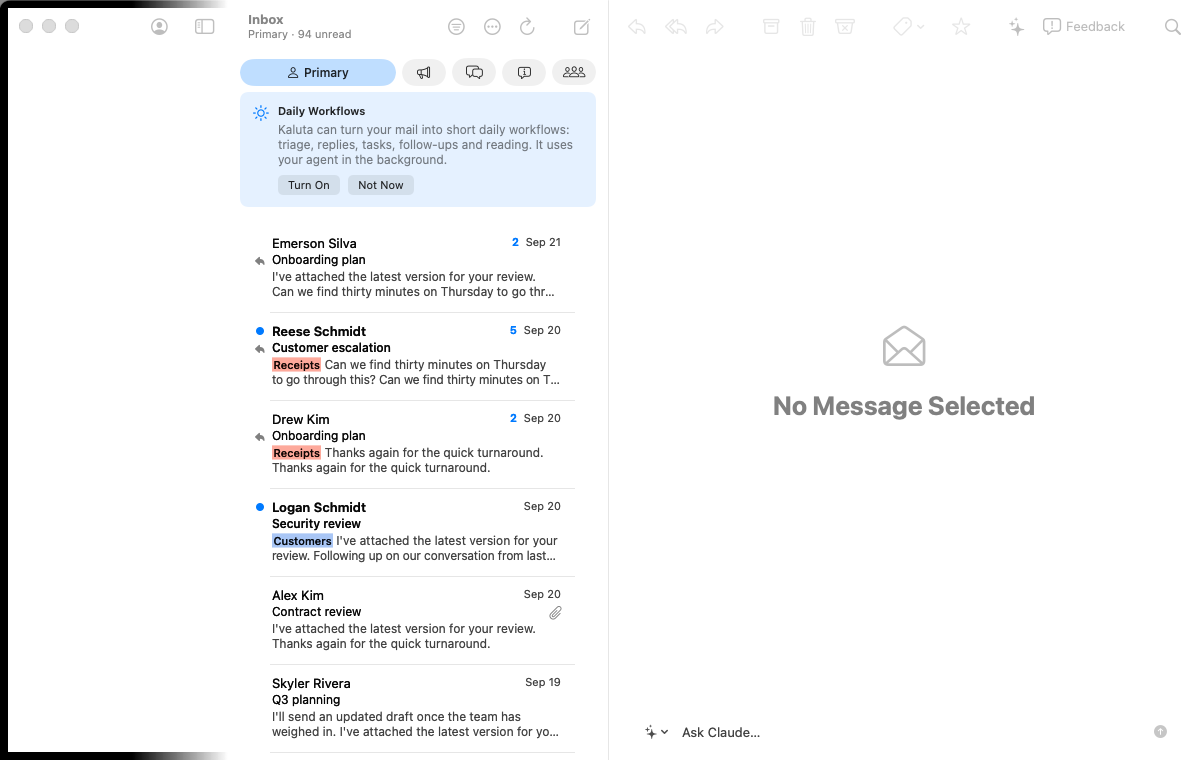 Inbox
Primary · 94 unread
Feedback
Primary
Daily Workflows
Kaluta can turn your mail into short daily workflows:
triage, replies, tasks, follow-ups and reading. It uses
your agent in the background.
Turn On
Not Now
Emerson Silva
2 Sep 21
Onboarding plan
I've attached the latest version for your review.
Can we find thirty minutes on Thursday to go thr...
Reese Schmidt
5 Sep 20
Customer escalation
Receipts Can we find thirty minutes on Thursday
to go through this? Can we find thirty minutes on T...
Drew Kim
2 Sep 20
Onboarding plan
Receipts Thanks again for the quick turnaround.
Thanks again for the quick turnaround.
Logan Schmidt
Sep 20
Security review
Customers I've attached the latest version for your
review. Following up on our conversation from last...
Alex Kim
Sep 20
Contract review
I've attached the latest version for your review.
Thanks again for the quick turnaround.
Skyler Rivera
Sep 19
Q3 planning
I'll send an updated draft once the team has
weighed in. I've attached the latest version for yo...
No Message Selected
Ask Claude...